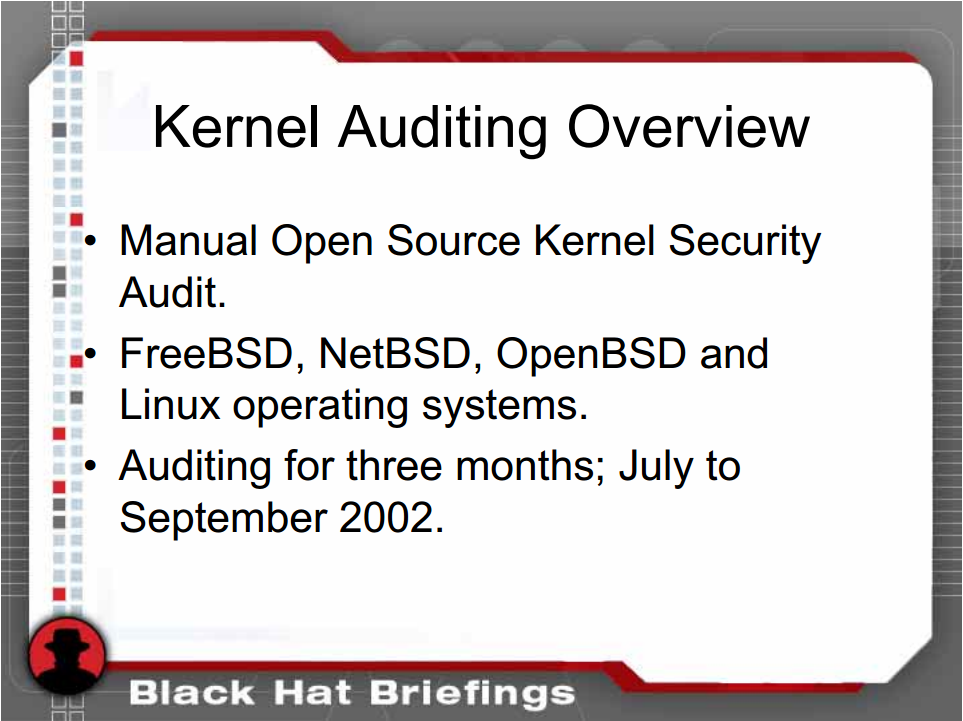 Kernel Auditing Overview
• Manual Open Source Kernel Security
Audit.
• FreeBSD, NetBSD, OpenBSD and
Linux operating systems.
• Auditing for three months; July to
September 2002.
Black Hat Briefings